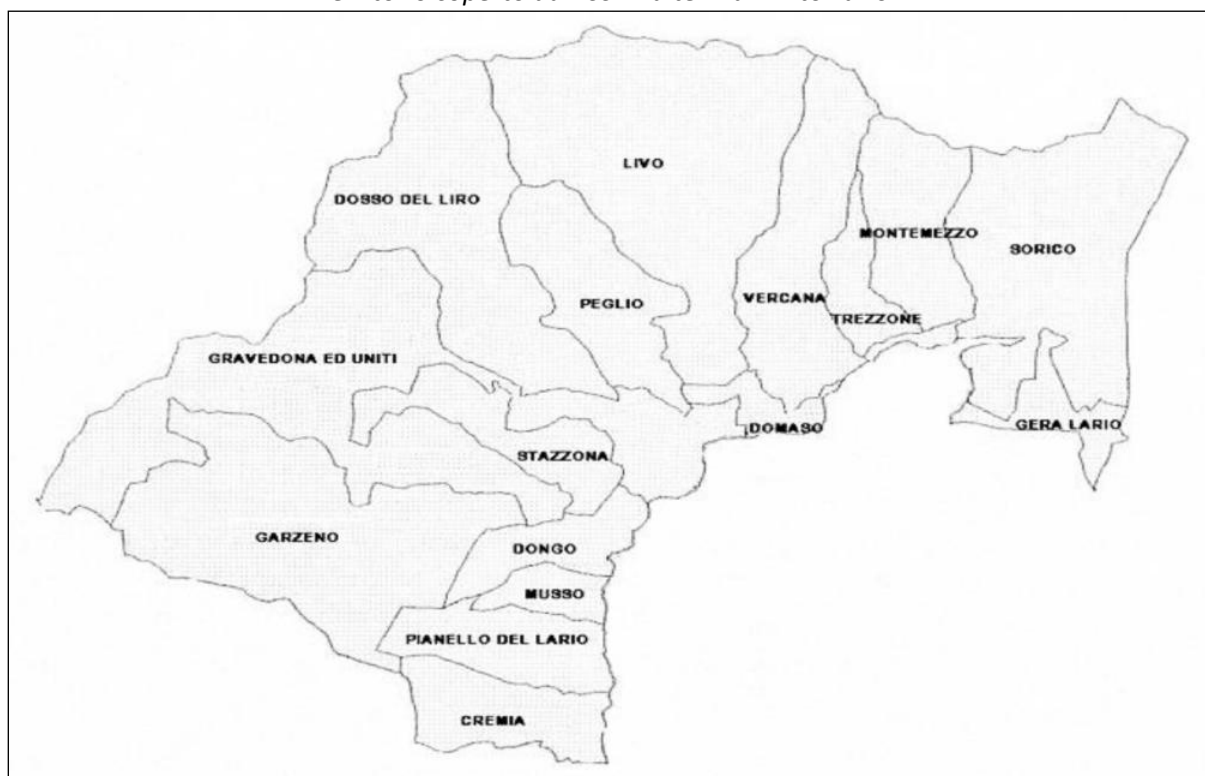 LIVO
DOSSO DEL LIRO
MONTEMEZZO
SORICO
PEGLIO
VERCANA
TREZZONE
GRAVEDONA ED UNITI
DOMASO
GERA LARIO
STAZZONA
GARZENO
DONGO
MUSSO
PIANELLO DEL LARIO
CREMIA